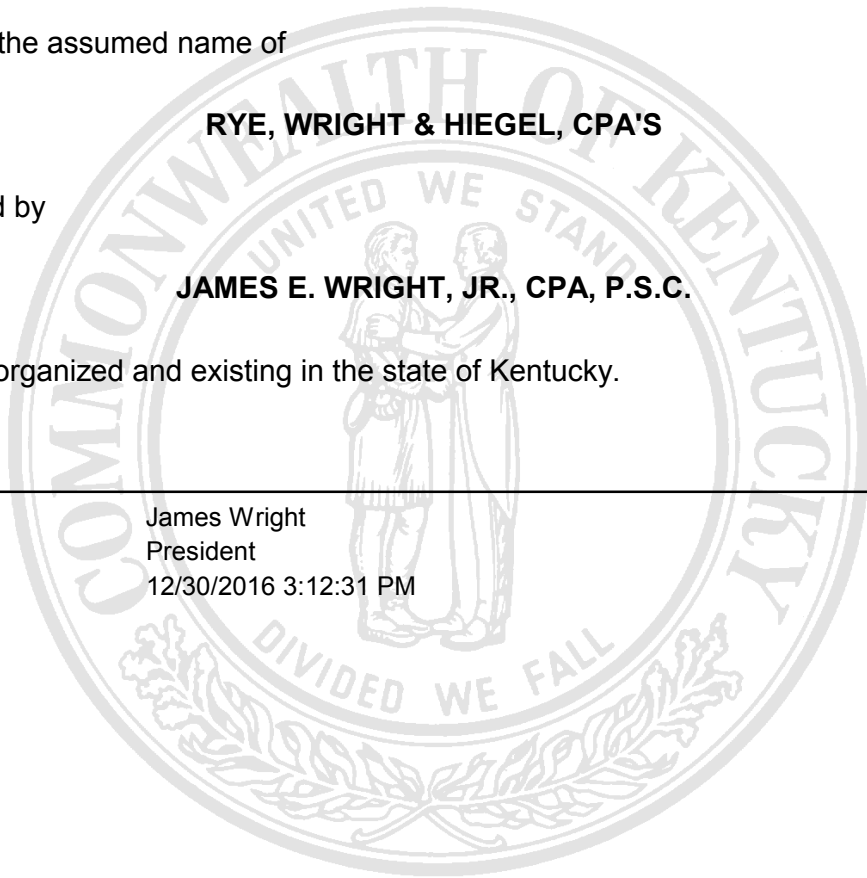 the assumed name of
RYE, WRIGHT & HIEGEL, CPA'S
d by
JAMES E. WRIGHT, JR., CPA, P.S.C.
organized and existing in the state of Kentucky.
James Wright
President
12/30/2016 3:12:31 PM
COMMONWEALTH OF KENTUCKY
UNITED WE STAND
DIVIDED WE FALL